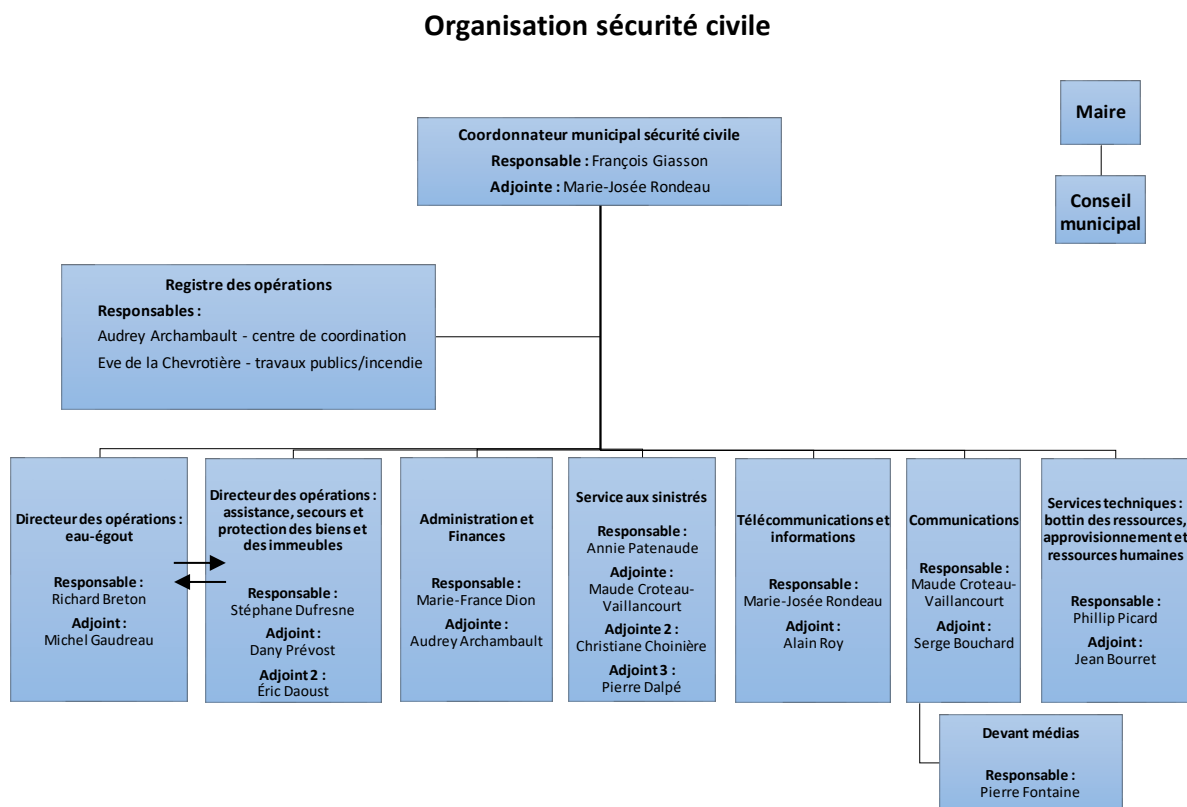 Organisation sécurité civile
Maire
Conseil
municipal
Coordonnateur municipal sécurité civile
Responsable : François Giasson
Adjointe : Marie-Josée Rondeau
Registre des opérations
Responsables :
Audrey Archambault - centre de coordination
Eve de la Chevrotière - travaux publics/incendie
Directeur des opérations :
eau-égout
Responsable :
Richard Breton
Adjoint :
Michel Gaudreau
Directeur des opérations :
assistance, secours et
protection des biens et
des immeubles
Responsable :
Stéphane Dufresne
Adjoint :
Dany Prévost
Adjoint 2 :
Éric Daoust
Administration et
Finances
Responsable :
Marie-France Dion
Adjointe :
Audrey Archambault
Service aux sinistrés
Responsable :
Annie Patenaude
Adjointe :
Maude Croteau-
Vaillancourt
Adjointe 2 :
Christiane Choinière
Adjoint 3 :
Pierre Dalpé
Télécommunications et
informations
Responsable :
Marie-Josée Rondeau
Adjoint :
Alain Roy
Communications
Responsable :
Maude Croteau-
Vaillancourt
Adjoint :
Serge Bouchard
Services techniques :
bottin des ressources,
approvisionnement et
ressources humaines
Responsable :
Phillip Picard
Adjoint :
Jean Bourret
Devant médias
Responsable :
Pierre Fontaine